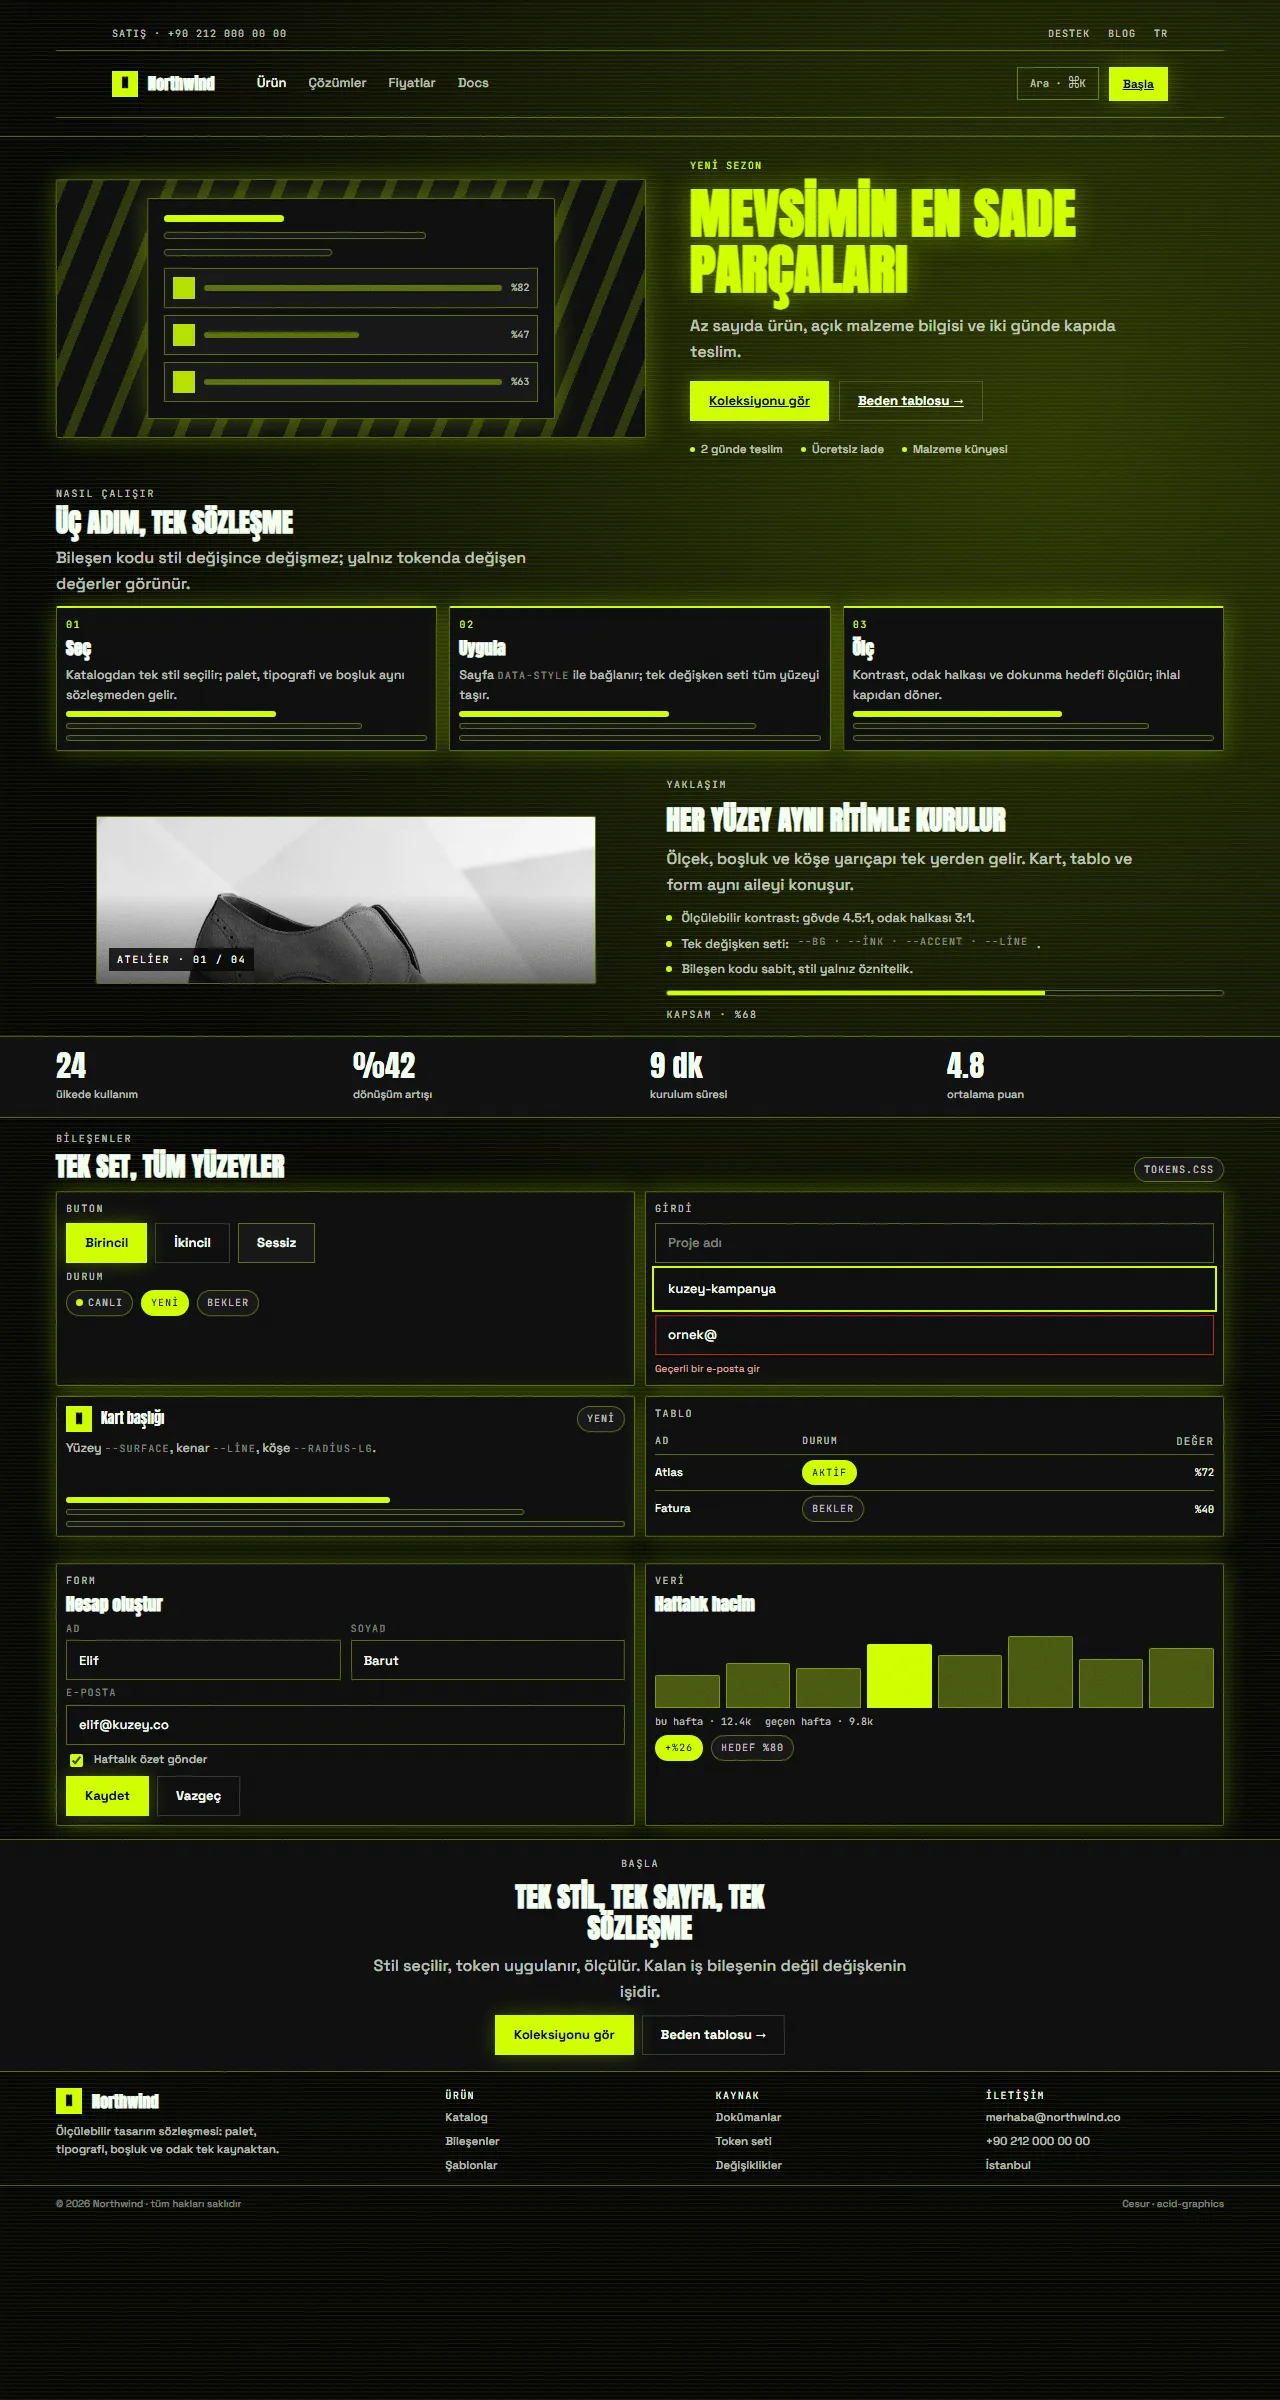 SATIŞ · +90 212 000 00 00
DESTEK BLOG TR
Northwind Ürün Çözümler Fiyatlar Docs
Ara · ⌘K Başla
YENİ SEZON
MEVSİMİN EN SADE
PARÇALARI
Az sayıda ürün, açık malzeme bilgisi ve iki günde kapıda
teslim.
Koleksiyonu gör Beden tablosu →
2 günde teslim Ücretsiz iade Malzeme künyesi
%82
%47
%63
NASIL ÇALIŞIR
ÜÇ ADIM, TEK SÖZLEŞME
Bileşen kodu stil değişince değişmez; yalnız tokenda değişen
değerler görünür.
01
Seç
Katalogdan tek stil seçilir; palet, tipografi ve boşluk aynı
sözleşmeden gelir.
02
Uygula
Sayfa DATA-STYLE ile bağlanır; tek değişken seti tüm yüzeyi
taşır.
03
Ölç
Kontrast, odak halkası ve dokunma hedefi ölçülür; ihlal
kapıdan döner.
ATELİER · 01 / 04
YAKLAŞIM
HER YÜZEY AYNI RİTİMLE KURULUR
Ölçek, boşluk ve köşe yarıçapı tek yerden gelir. Kart, tablo ve
form aynı aileyi konuşur.
Ölçülebilir kontrast: gövde 4.5:1, odak halkası 3:1.
Tek değişken seti: --BG · --İNK · --ACCENT · --LİNE .
Bileşen kodu sabit, stil yalnız öznitelik.
KAPSAM · %68
24
ülkede kullanım
%42
dönüşüm artışı
9 dk
kurulum süresi
4.8
ortalama puan
BİLEŞENLER
TEK SET, TÜM YÜZEYLER
TOKENS.CSS
BUTON
Birincil İkincil Sessiz
DURUM
CANLI YENİ BEKLER
GİRDİ
Proje adı
kuzey-kampanya
ornek@
Geçerli bir e-posta gir
Kart başlığı YENİ
Yüzey --SURFACE, kenar --LİNE, köşe --RADİUS-LG.
TABLO
AD DURUM DEĞER
Atlas AKTİF %72
Fatura BEKLER %40
FORM
Hesap oluştur
AD SOYAD
Elif Barut
E-POSTA
elif@kuzey.co
Haftalık özet gönder
Kaydet Vazgeç
VERİ
Haftalık hacim
bu hafta · 12.4k geçen hafta · 9.8k
+%26 HEDEF %80
BAŞLA
TEK STİL, TEK SAYFA, TEK
SÖZLEŞME
Stil seçilir, token uygulanır, ölçülür. Kalan iş bileşenin değil değişkenin
işidir.
Koleksiyonu gör Beden tablosu →
Northwind
Ölçülebilir tasarım sözleşmesi: palet,
tipografi, boşluk ve odak tek kaynaktan.
ÜRÜN
Katalog
Bileşenler
Şablonlar
KAYNAK
Dokümanlar
Token seti
Değişiklikler
İLETİŞİM
merhaba@northwind.co
+90 212 000 00 00
İstanbul
© 2026 Northwind · tüm hakları saklıdır
Cesur · acid-graphics